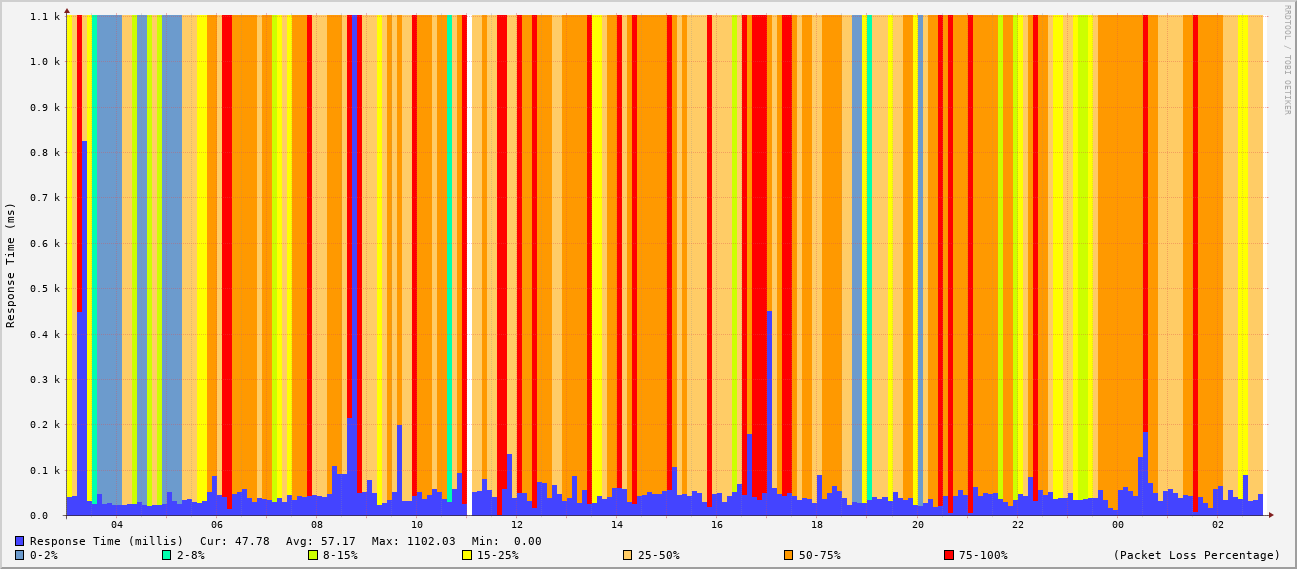 RRDTOOL / TOBI OETIKER
Response Time (ms)
1.1 k
1.0 k
0.9 k
0.8 k
0.7 k
0.6 k
0.5 k
0.4 k
0.3 k
0.2 k
0.1 k
0.0
04 06 08 10 12 14 16 18 20 22 00 02
Response Time (millis) Cur: 47.78 Avg: 57.17 Max: 1102.03 Min: 0.00
0-2% 2-8% 8-15% 15-25% 25-50% 50-75% 75-100% (Packet Loss Percentage)